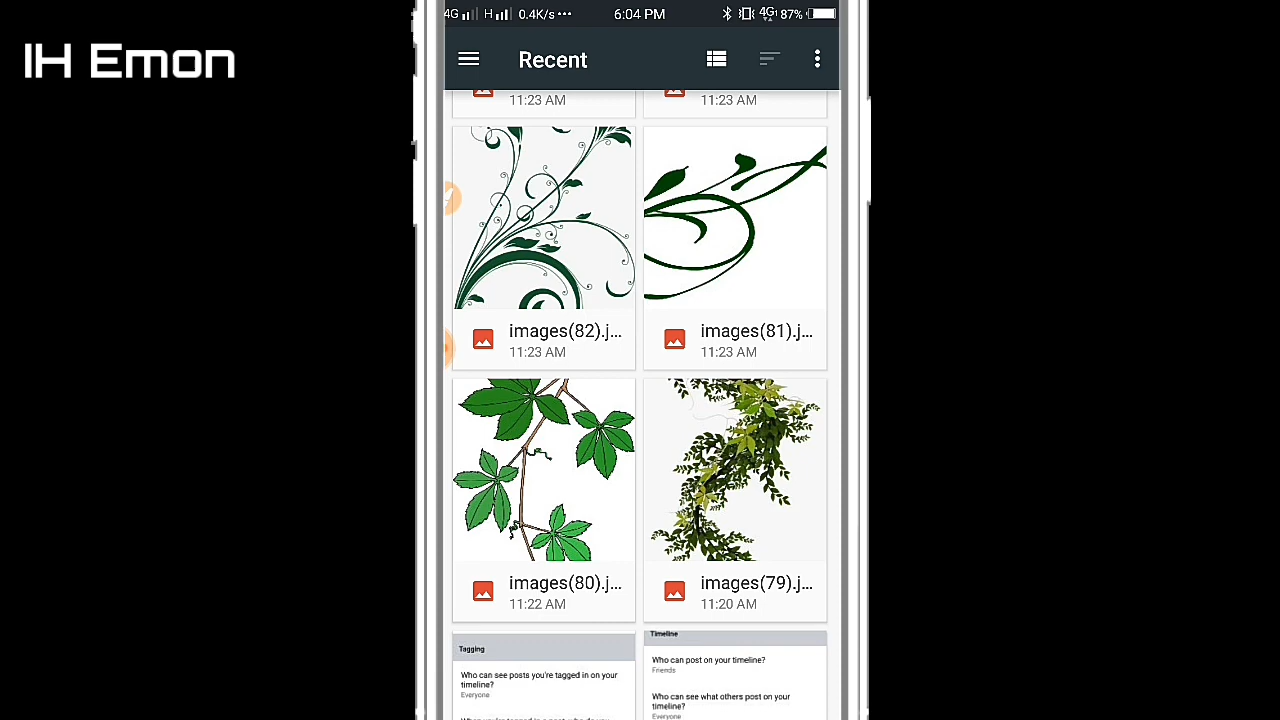 IH Emon
4G H 0.4K/s ••• 6:04 PM 4G 87%
Recent
11:23 AM 11:23 AM
images(82).j... images(81).j...
11:23 AM 11:23 AM
images(80).j... images(79).j...
11:22 AM 11:20 AM
Tagging
Who can see posts you're tagged in on your
timeline?
Everyone
Timeline
Who can post on your timeline?
Friends
Who can see what others post on your
timeline?
Everyone